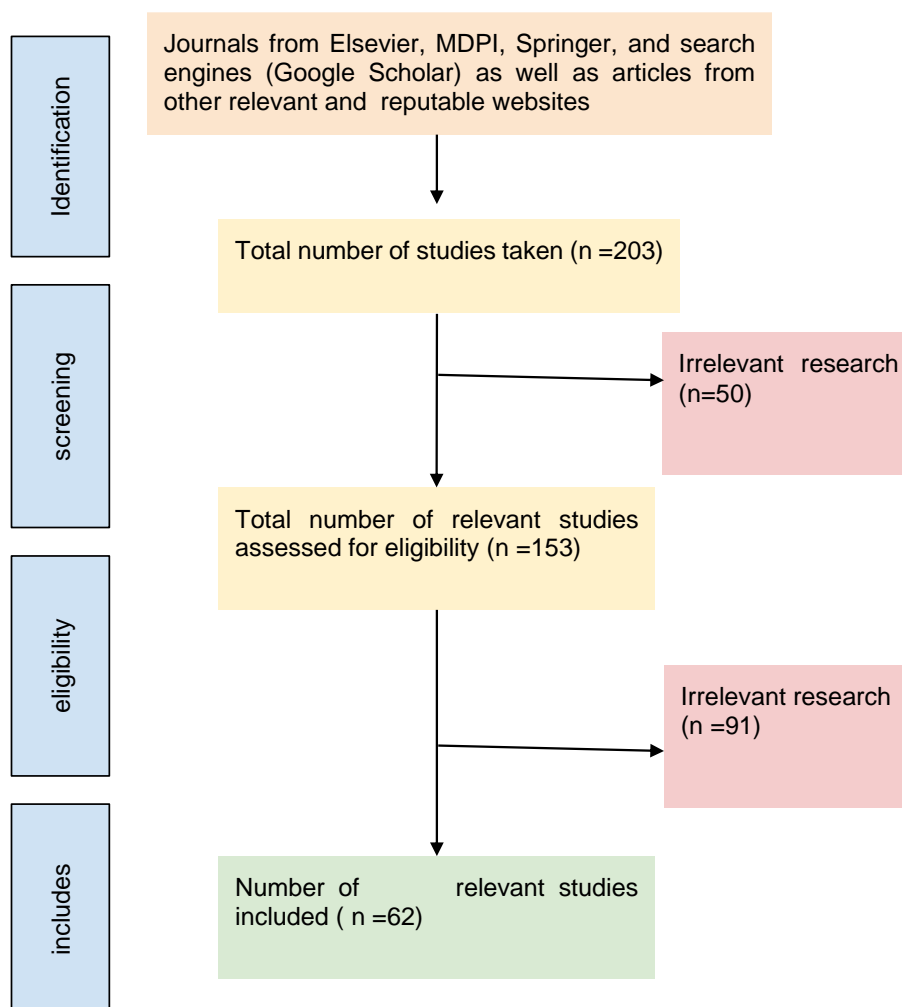 Identification
Journals from Elsevier, MDPI, Springer, and search
engines (Google Scholar) as well as articles from
other relevant and reputable websites
Total number of studies taken (n =203)
screening
Irrelevant research
(n=50)
Total number of relevant studies
assessed for eligibility (n =153)
eligibility
Irrelevant research
(n =91)
includes
Number of relevant studies
included ( n =62)